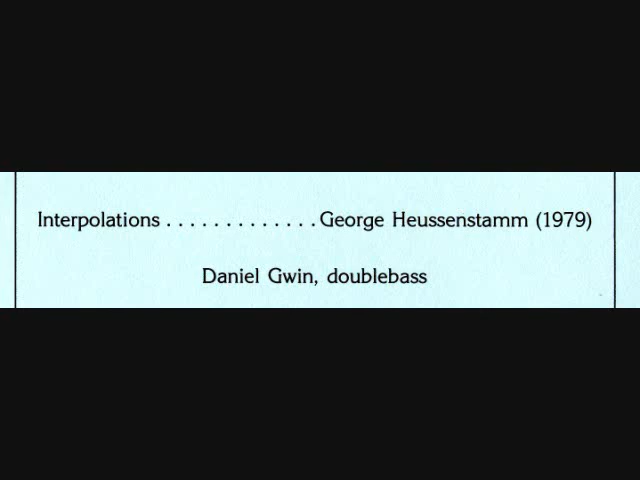 Interpolations . . . . . . . . . . . . . George Heussenstamm (1979)
Daniel Gwin, doublebass